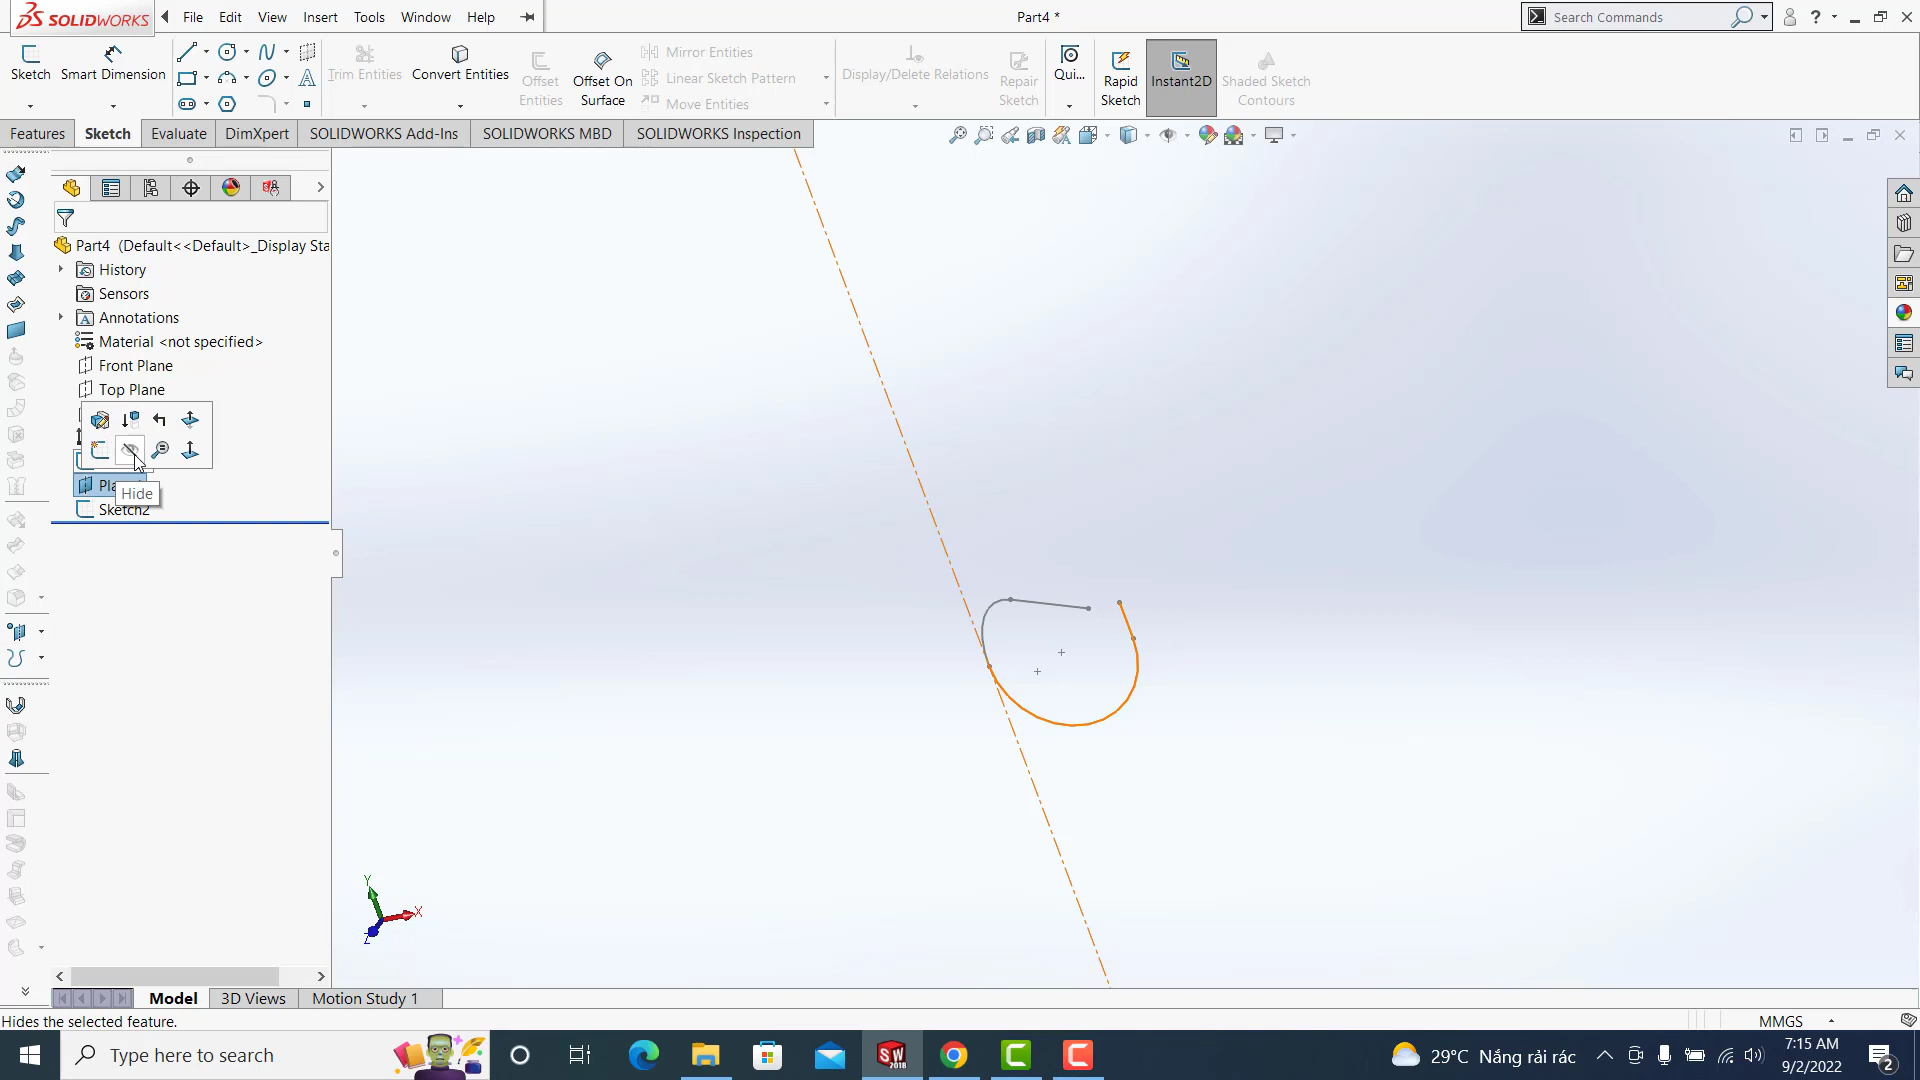 SOLIDWORKS File Edit View Insert Tools Window Help Part4 * Search Commands
Sketch Smart Dimension Trim Entities Convert Entities Offset Entities Offset On Surface Mirror Entities Linear Sketch Pattern Move Entities Display/Delete Relations Repair Sketch Qui... Rapid Sketch Instant2D Shaded Sketch Contours
Features Sketch Evaluate DimXpert SOLIDWORKS Add-Ins SOLIDWORKS MBD SOLIDWORKS Inspection
Part4 (Default<<Default>_Display Sta
History
Sensors
Annotations
Material <not specified>
Front Plane
Top Plane
Hide
Sketch2
Y
X
Z
Model 3D Views Motion Study 1
Hides the selected feature. MMGS
Type here to search SW 2018 29°C Nắng rải rác 7:15 AM
9/2/2022 2